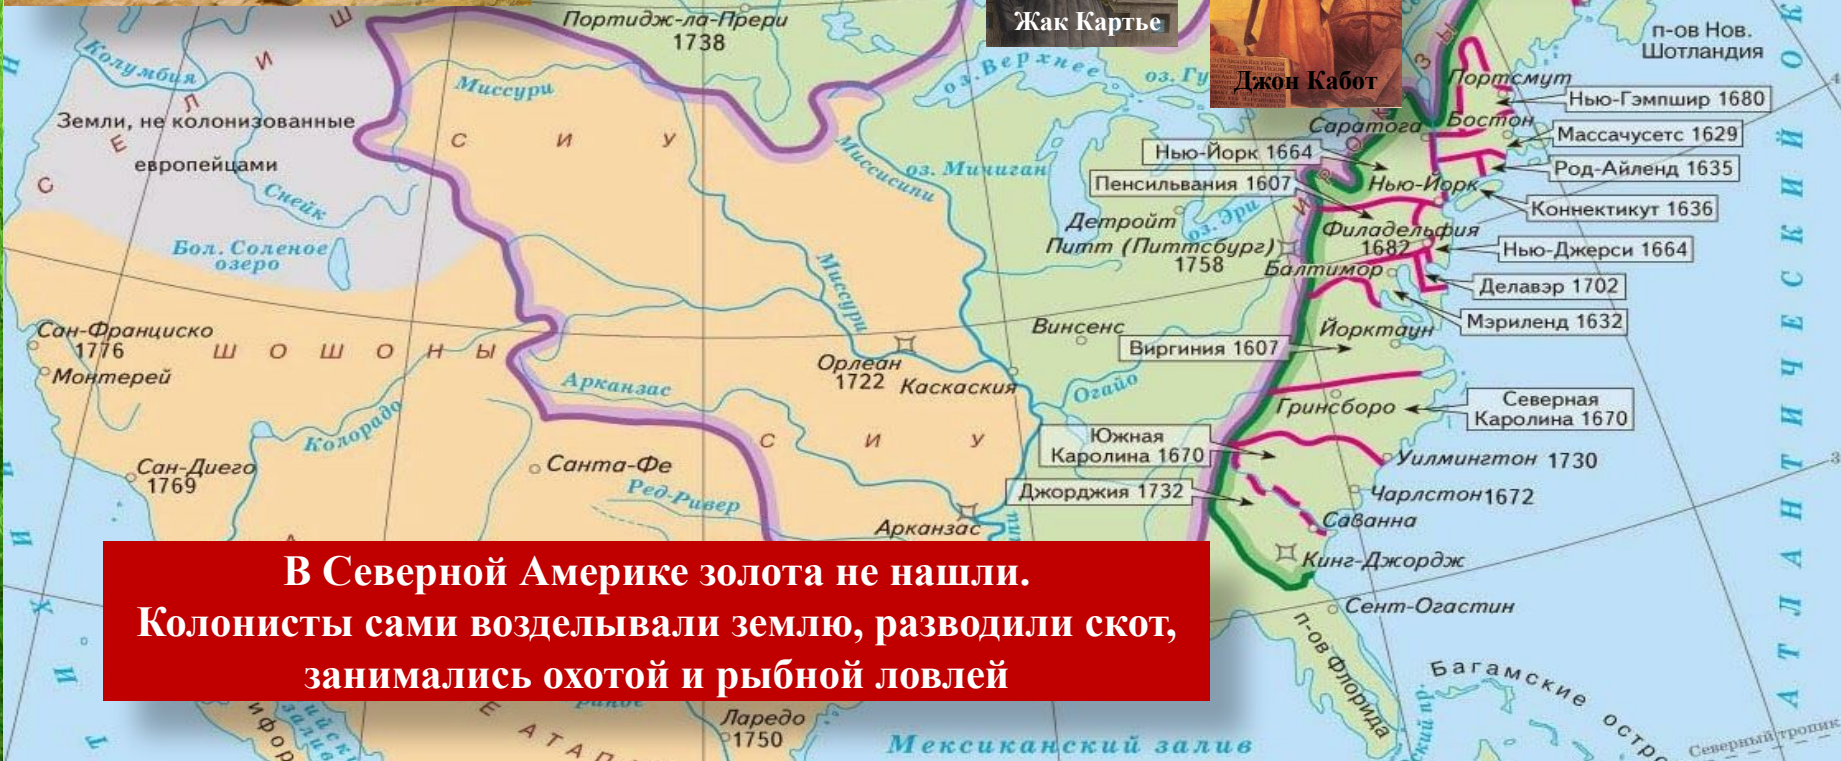 Портидж-ла-Прери
1738
Жак Картье
Джон Кабот
п-ов Нов.
Шотландия
Колумбия
Миссури
оз. Верхнее
оз. Гу
Портсмут
Нью-Гэмпшир 1680
Земли, не колонизованные
европейцами
СЕЛИШ
СИУ
Саратога
Бостон
Массачусетс 1629
Нью-Йорк 1664
Миссисипи
оз. Мичиган
Род-Айленд 1635
Пенсильвания 1607
Нью-Йорк
Снейк
Коннектикут 1636
Детройт
оз. Эри
Филадельфия
1682
Бол. Соленое
озеро
Питт (Питтсбург)
1758
Нью-Джерси 1664
Балтимор
Делавэр 1702
Миссури
Мэриленд 1632
Сан-Франциско
1776
Винсенс
Йорктаун
Виргиния 1607
ШОШОНЫ
Монтерей
Орлеан
1722
Каскаския
Арканзас
Огайо
Северная
Каролина 1670
Гринсборо
Колорадо
СИУ
Южная
Каролина 1670
Сан-Диего
1769
Санта-Фе
Уилмингтон 1730
Ред-Ривер
Джорджия 1732
Чарлстон 1672
Арканзас
Саванна
Кинг-Джордж
В Северной Америке золота не нашли.
Колонисты сами возделывали землю, разводили скот,
занимались охотой и рыбной ловлей
Сент-Огастин
п-ов Флорида
Багамские остро
Ларедо
1750
Мексиканский залив
Северный тропик
АТЛАНТИЧЕСКИЙ ОК